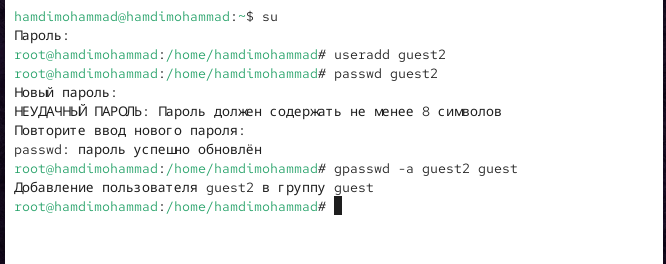 hamdimohammad@hamdimohammad:~$ su
Пароль:
root@hamdimohammad:/home/hamdimohammad# useradd guest2
root@hamdimohammad:/home/hamdimohammad# passwd guest2
Новый пароль:
НЕУДАЧНЫЙ ПАРОЛЬ: Пароль должен содержать не менее 8 символов
Повторите ввод нового пароля:
passwd: пароль успешно обновлён
root@hamdimohammad:/home/hamdimohammad# gpasswd -a guest2 guest
Добавление пользователя guest2 в группу guest
root@hamdimohammad:/home/hamdimohammad#